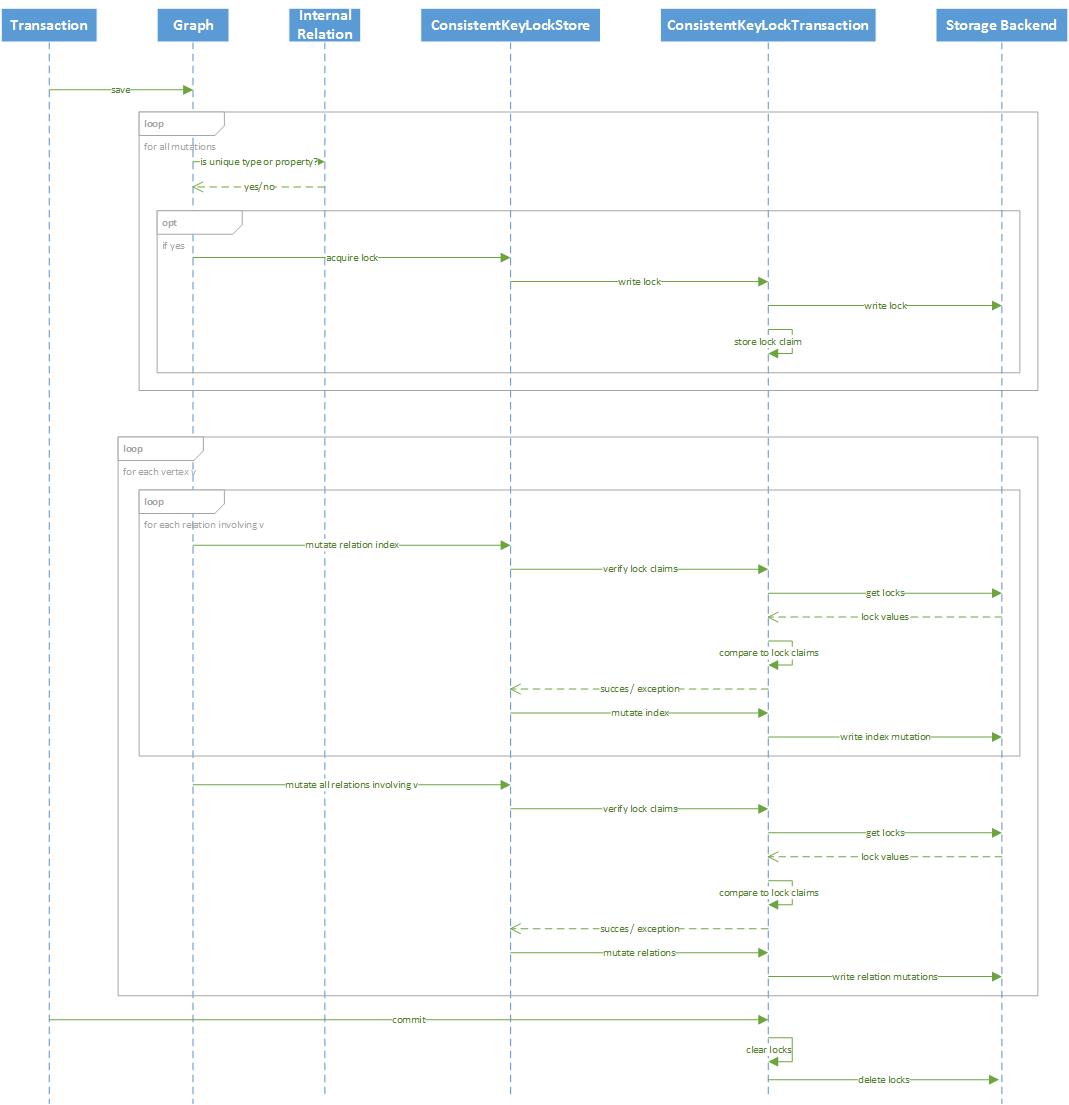 Transaction
Graph
Internal
Relation
ConsistentKeyLockStore
ConsistentKeyLockTransaction
Storage Backend
save
loop
for all mutations
is unique type or property?
yes/no
opt
if yes
acquire lock
write lock
write lock
store lock claim
loop
for each vertex v
loop
for each relation involving v
mutate relation index
verify lock claims
get locks
lock values
compare to lock claims
succes / exception
mutate index
write index mutation
mutate all relations involving v
verify lock claims
get locks
lock values
compare to lock claims
succes / exception
mutate relations
write relation mutations
commit
clear locks
delete locks